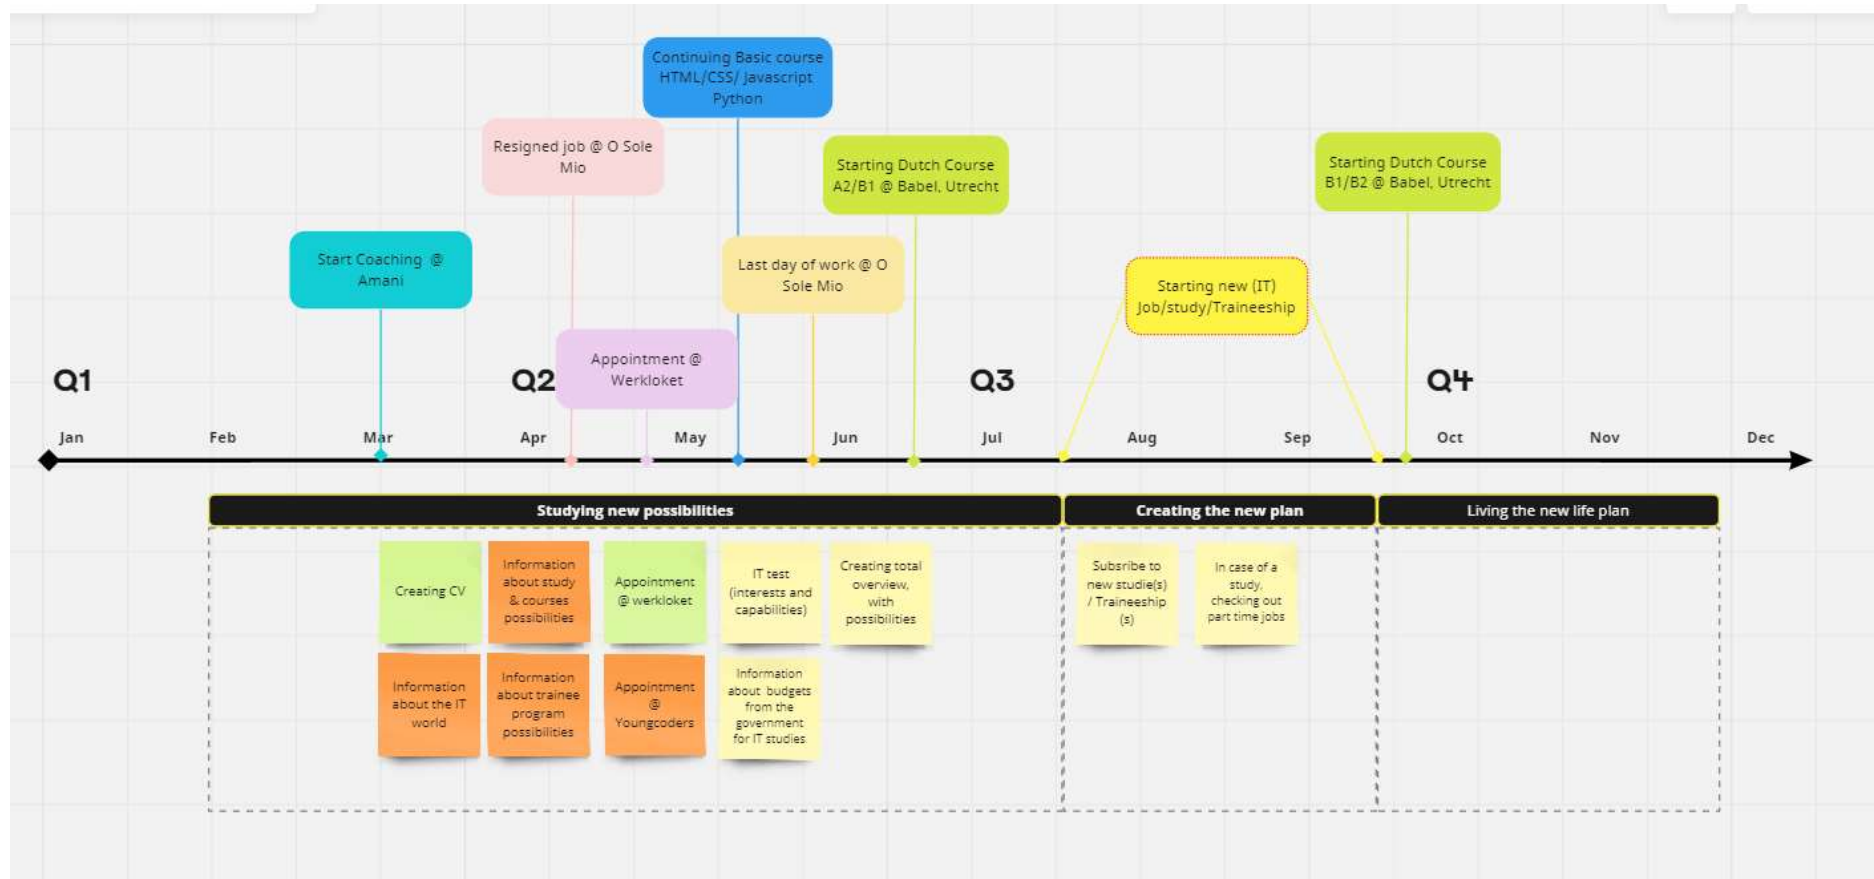 Continuing Basic course
HTML/CSS/ Javascript
Python
Resigned job @ O Sole
Mio
Starting Dutch Course
A2/B1 @ Babel, Utrecht
Starting Dutch Course
B1/B2 @ Babel, Utrecht
Start Coaching @
Amani
Last day of work @ O
Sole Mio
Starting new (IT)
Job/study/Traineeship
Appointment @
Werkloket
Q1
Q2
Q3
Q4
Jan
Feb
Mar
Apr
May
Jun
Jul
Aug
Sep
Oct
Nov
Dec
Studying new possibilities
Creating the new plan
Living the new life plan
Creating CV
Information
about study
& courses
possibilities
Appointment
@ werkloket
IT test
(interests and
capabilities)
Creating total
overview,
with
possibilities
Subsribe to
new studie(s)
/ Traineeship
(s)
In case of a
study,
checking out
part time jobs
Information
about the IT
world
Information
about trainee
program
possibilities
Appointment
@
Youngcoders
Information
about budgets
from the
government
for IT studies